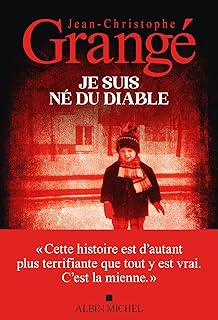 Jean-Christophe
Grangé
JE SUIS
NÉ DU DIABLE
« Cette histoire est d’autant
plus terrifiante que tout y est vrai.
C’est la mienne. »
ALBIN MICHEL